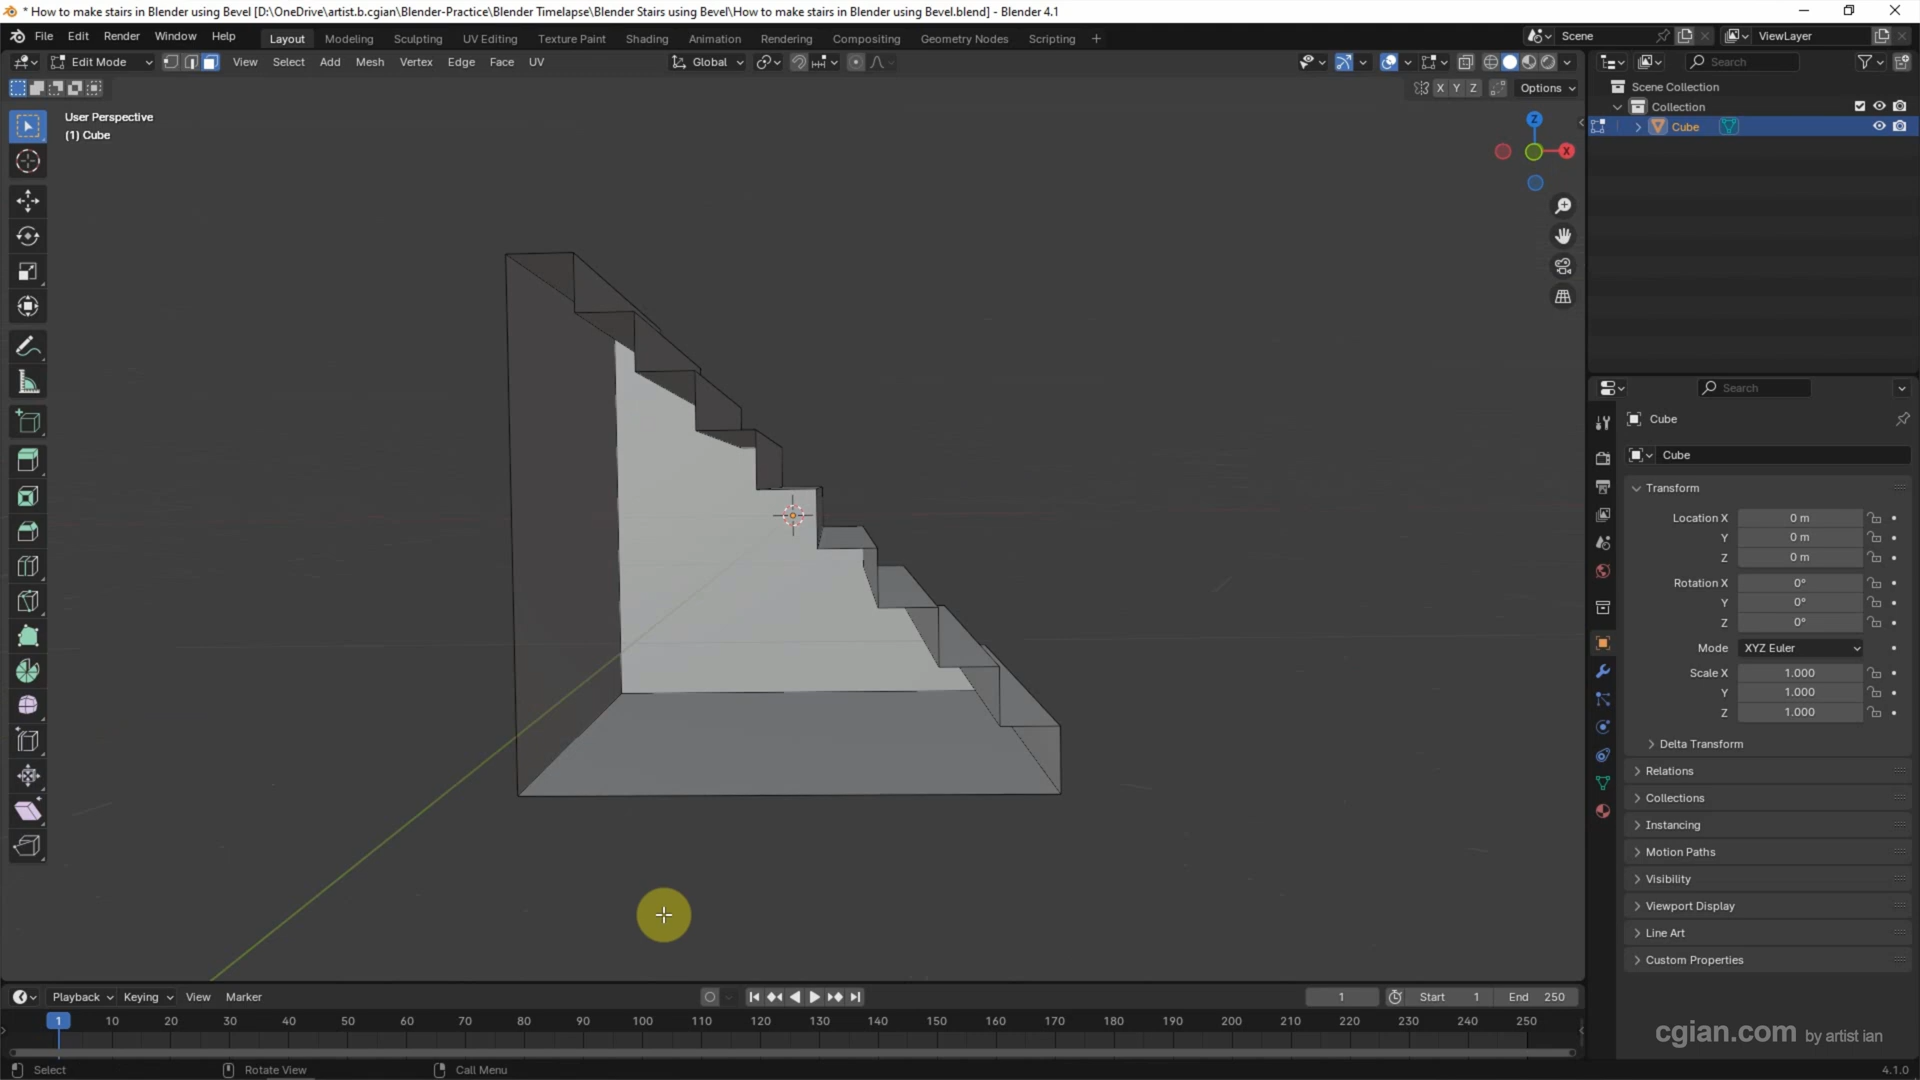 * How to make stairs in Blender using Bevel [D:\OneDrive\artist.b.cgian\Blender-Practice\Blender Timelapse\Blender Stairs using Bevel\How to make stairs in Blender using Bevel.blend] - Blender 4.1
File Edit Render Window Help Layout Modeling Sculpting UV Editing Texture Paint Shading Animation Rendering Compositing Geometry Nodes Scripting + Scene ViewLayer
Edit Mode View Select Add Mesh Vertex Edge Face UV Global Search
X Y Z Options
User Perspective
(1) Cube
Z
X
Scene Collection
Collection
Cube
Search
Cube
Cube
Transform
Location X 0 m
Y 0 m
Z 0 m
Rotation X 0°
Y 0°
Z 0°
Mode XYZ Euler
Scale X 1.000
Y 1.000
Z 1.000
Delta Transform
Relations
Collections
Instancing
Motion Paths
Visibility
Viewport Display
Line Art
Custom Properties
Playback Keying View Marker 1 Start 1 End 250
1 10 20 30 40 50 60 70 80 90 100 110 120 130 140 150 160 170 180 190 200 210 220 230 240 250
cgian.com by artist ian
Select Rotate View Call Menu 4.1.0